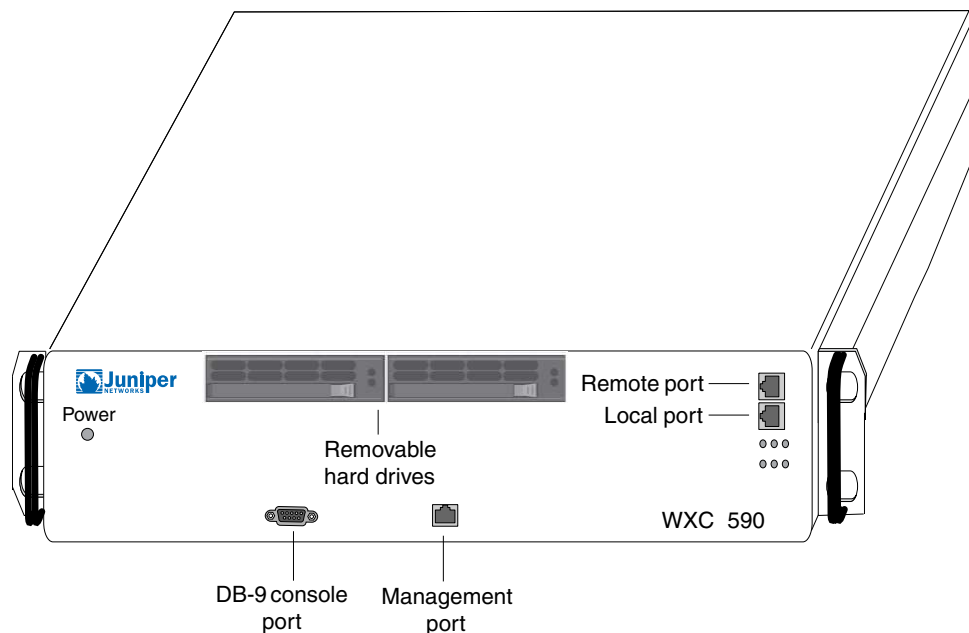 Juniper
NETWORKS
Power
Remote port
Local port
Removable
hard drives
WXC 590
DB-9 console
port
Management
port